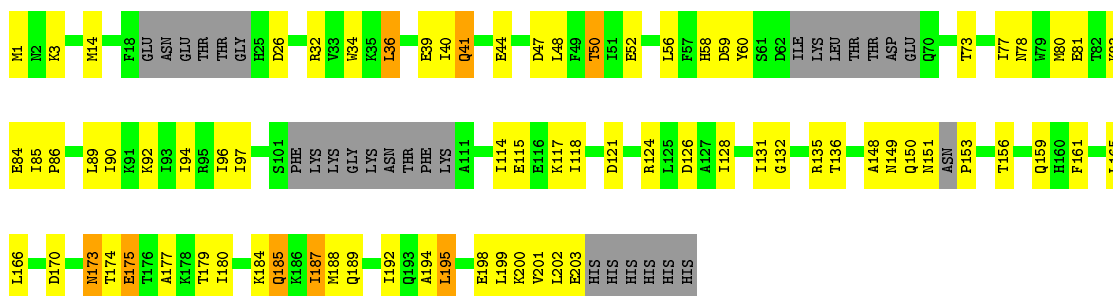 M1 N2 K3 M14 F18 GLU ASN GLU THR THR GLY H25 D26 R32 V33 W34 K35 L36 E39 I40 Q41 E44 D47 L48 F49 T50 I51 E52 L56 F57 H58 D59 Y60 S61 D62 ILE LYS LEU THR THR ASP GLU Q70 T73 I77 N78 W79 M80 E81 T82
E84 I85 P86 L89 I90 K91 K92 I93 I94 R95 I96 I97 S101 PHE LYS LYS GLY LYS ASN THR PHE LYS A111 I114 E115 E116 K117 I118 D121 R124 L125 D126 A127 I128 I131 G132 R135 T136 A148 N149 Q150 N151 ASN P153 T156 Q159 H160 F161
L166 D170 N173 T174 E175 T176 A177 K178 T179 I180 K184 Q185 K186 I187 M188 Q189 I192 Q193 A194 L195 E198 L199 K200 V201 L202 E203 HIS HIS HIS HIS HIS HIS